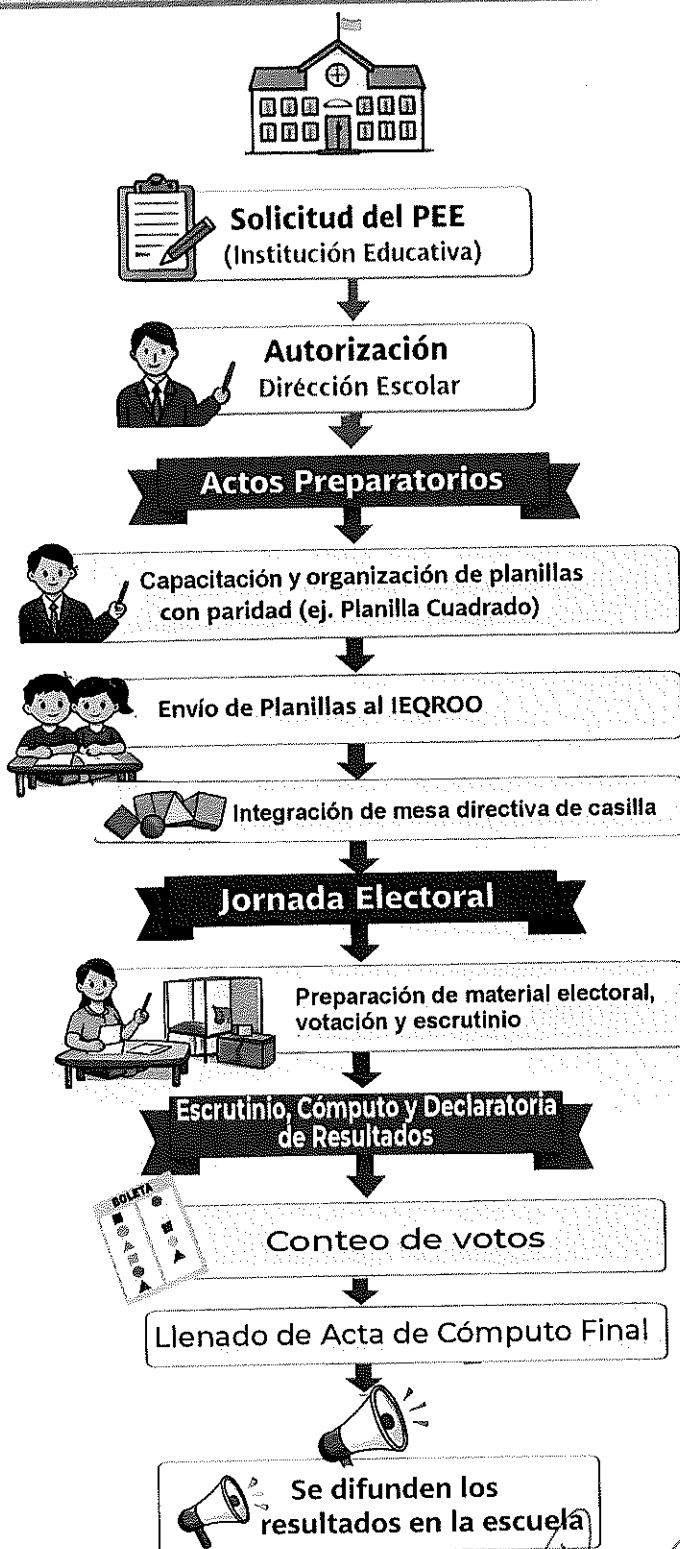 Solicitud del PEE
(Institución Educativa)
Autorización
Dirécción Escolar
Actos Preparatorios
Capacitación y organización de planillas
con paridad (ej. Planilla Cuadrado)
Envío de Planillas al IEQROO
Integración de mesa directiva de casilla
Jornada Electoral
Preparación de material electoral,
votación y escrutinio
Escrutinio, Cómputo y Declaratoria
de Resultados
BOLETA
Conteo de votos
Llenado de Acta de Cómputo Final
Se difunden los
resultados en la escuela